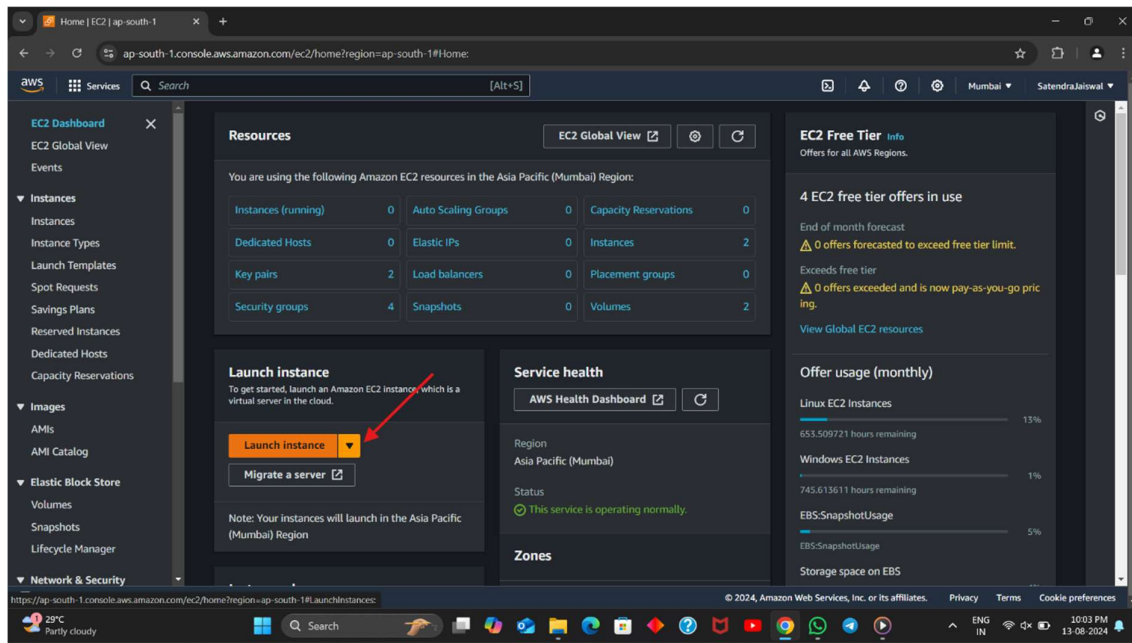 Home | EC2 | ap-south-1
ap-south-1.console.aws.amazon.com/ec2/home?region=ap-south-1#Home:
aws
Services
Search
[Alt+S]
Mumbai
SatendraJaiswal
EC2 Dashboard
EC2 Global View
Events
Instances
Instances
Instance Types
Launch Templates
Spot Requests
Savings Plans
Reserved Instances
Dedicated Hosts
Capacity Reservations
Images
AMIs
AMI Catalog
Elastic Block Store
Volumes
Snapshots
Lifecycle Manager
Network & Security
Resources
EC2 Global View
You are using the following Amazon EC2 resources in the Asia Pacific (Mumbai) Region:
Instances (running) 0 Auto Scaling Groups 0 Capacity Reservations 0
Dedicated Hosts 0 Elastic IPs 0 Instances 2
Key pairs 2 Load balancers 0 Placement groups 0
Security groups 4 Snapshots 0 Volumes 2
Launch instance
To get started, launch an Amazon EC2 instance, which is a
virtual server in the cloud.
Launch instance
Migrate a server
Note: Your instances will launch in the Asia Pacific
(Mumbai) Region
Service health
AWS Health Dashboard
Region
Asia Pacific (Mumbai)
Status
This service is operating normally.
Zones
EC2 Free Tier Info
Offers for all AWS Regions.
4 EC2 free tier offers in use
End of month forecast
0 offers forecasted to exceed free tier limit.
Exceeds free tier
0 offers exceeded and is now pay-as-you-go pric
ing.
View Global EC2 resources
Offer usage (monthly)
Linux EC2 Instances
13%
653.509721 hours remaining
Windows EC2 Instances
1%
745.613611 hours remaining
EBS:SnapshotUsage
5%
EBS:SnapshotUsage
Storage space on EBS
https://ap-south-1.console.aws.amazon.com/ec2/home?region=ap-south-1#LaunchInstances:
© 2024, Amazon Web Services, Inc. or its affiliates. Privacy Terms Cookie preferences
29°C
Partly cloudy
Search
ENG
IN
10:03 PM
13-08-2024